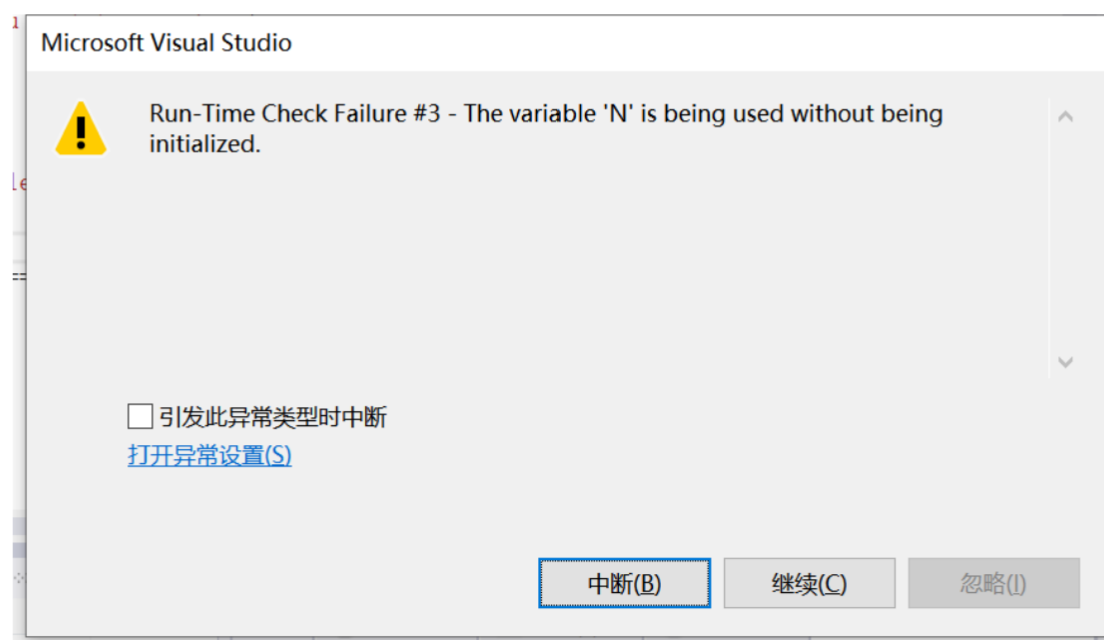 Microsoft Visual Studio
Run-Time Check Failure #3 - The variable 'N' is being used without being
initialized.
引发此异常类型时中断
打开异常设置(S)
中断(B) 继续(C) 忽略(I)